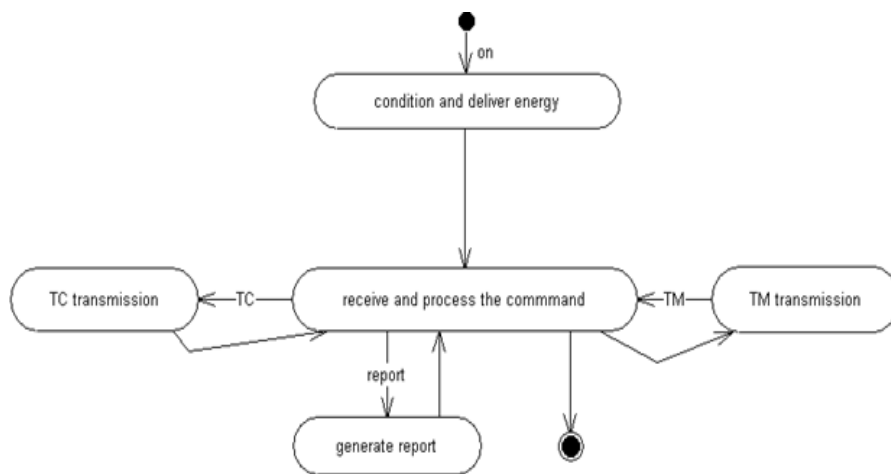 on
condition and deliver energy
TC transmission
TC
receive and process the commmand
TM
TM transmission
report
generate report